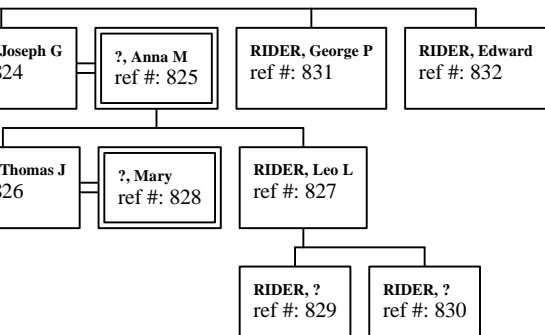 Joseph G
824
?, Anna M
ref #: 825
RIDER, George P
ref #: 831
RIDER, Edward
ref #: 832
Thomas J
826
?, Mary
ref #: 828
RIDER, Leo L
ref #: 827
RIDER, ?
ref #: 829
RIDER, ?
ref #: 830